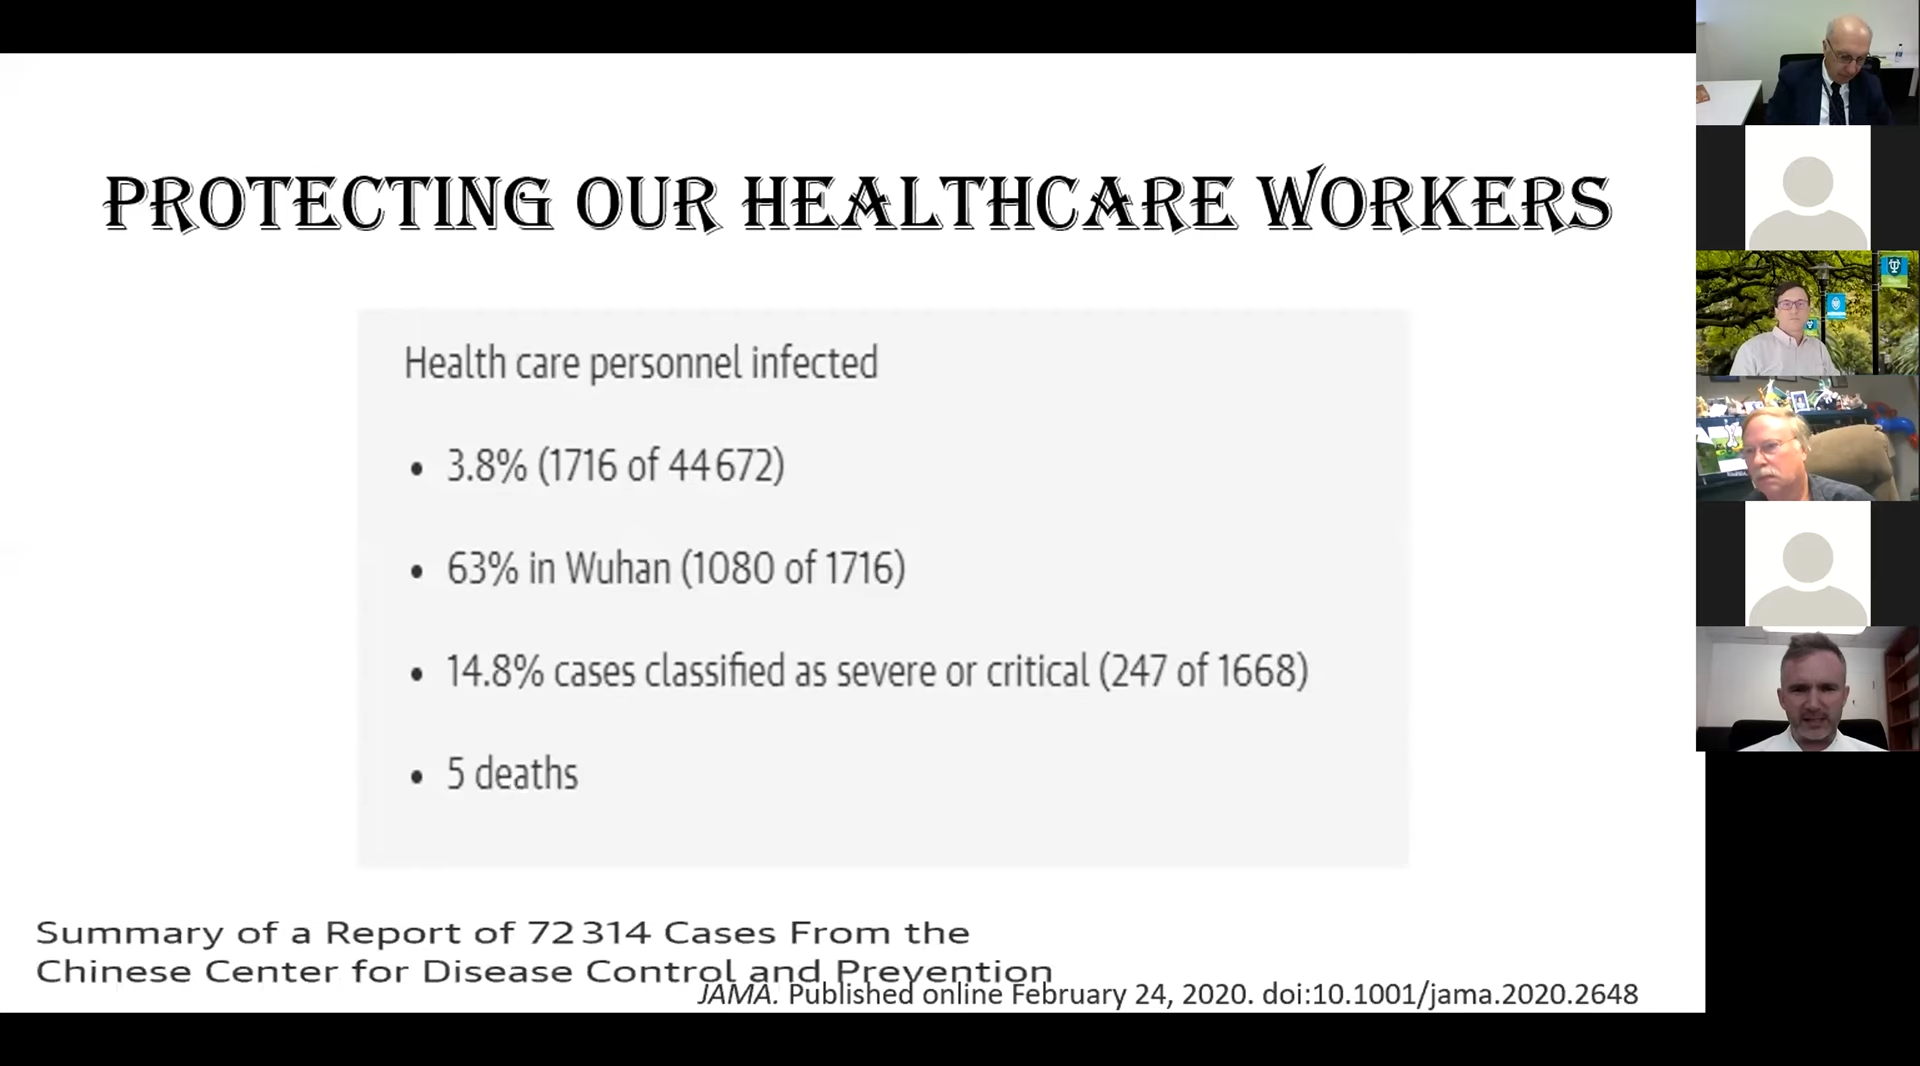 PROTECTING OUR HEALTHCARE WORKERS
Health care personnel infected
• 3.8% (1716 of 44 672)
• 63% in Wuhan (1080 of 1716)
• 14.8% cases classified as severe or critical (247 of 1668)
• 5 deaths
Summary of a Report of 72 314 Cases From the
Chinese Center for Disease Control and Prevention
JAMA. Published online February 24, 2020. doi:10.1001/jama.2020.2648